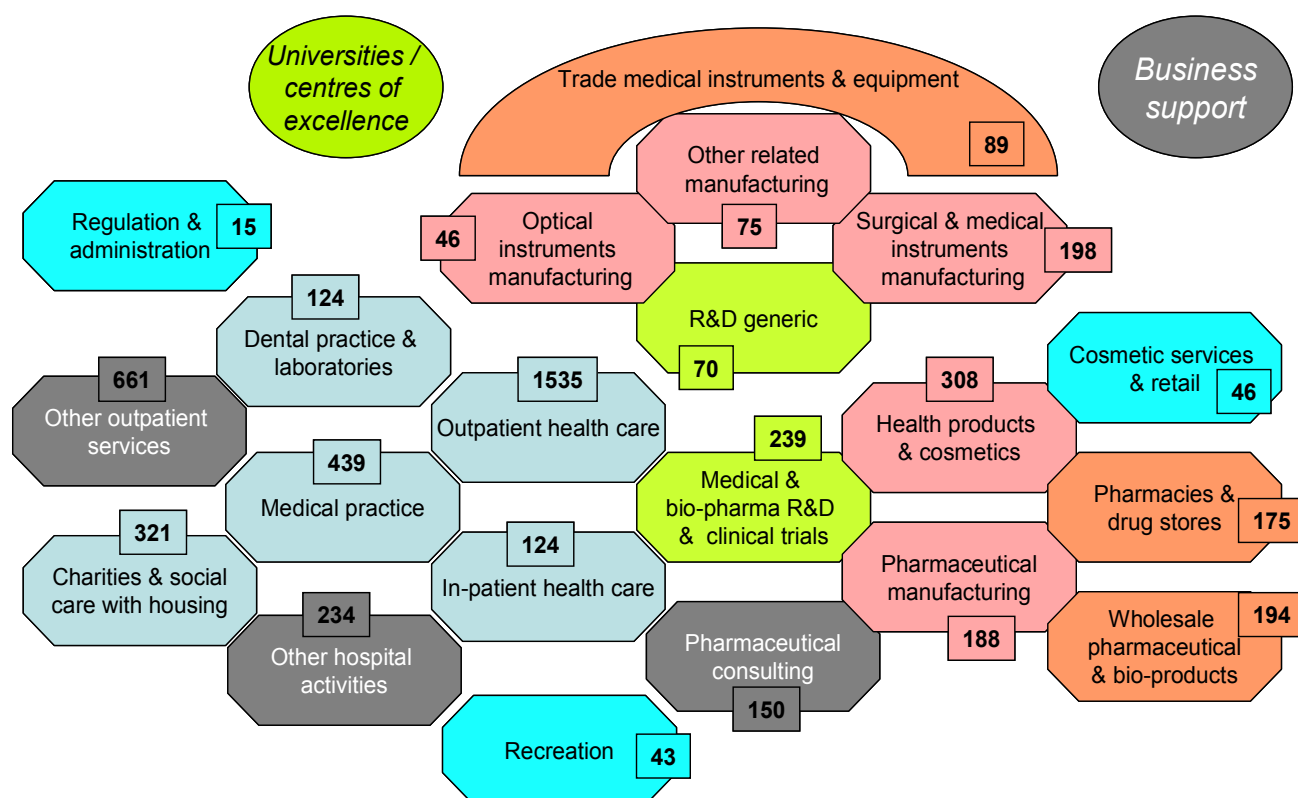 Universities /
centres of
excellence
Trade medical instruments & equipment
89
Business
support
Other related
manufacturing
75
Regulation &
administration
15
46
Optical
instruments
manufacturing
Surgical & medical
instruments
manufacturing
198
124
Dental practice &
laboratories
R&D generic
70
Cosmetic services
& retail
46
661
Other outpatient
services
1535
Outpatient health care
308
Health products
& cosmetics
439
Medical practice
239
Medical &
bio-pharma R&D
& clinical trials
Pharmacies &
drug stores
175
321
Charities & social
care with housing
124
In-patient health care
Pharmaceutical
manufacturing
188
194
Wholesale
pharmaceutical
& bio-products
234
Other hospital
activities
Pharmaceutical
consulting
150
Recreation
43